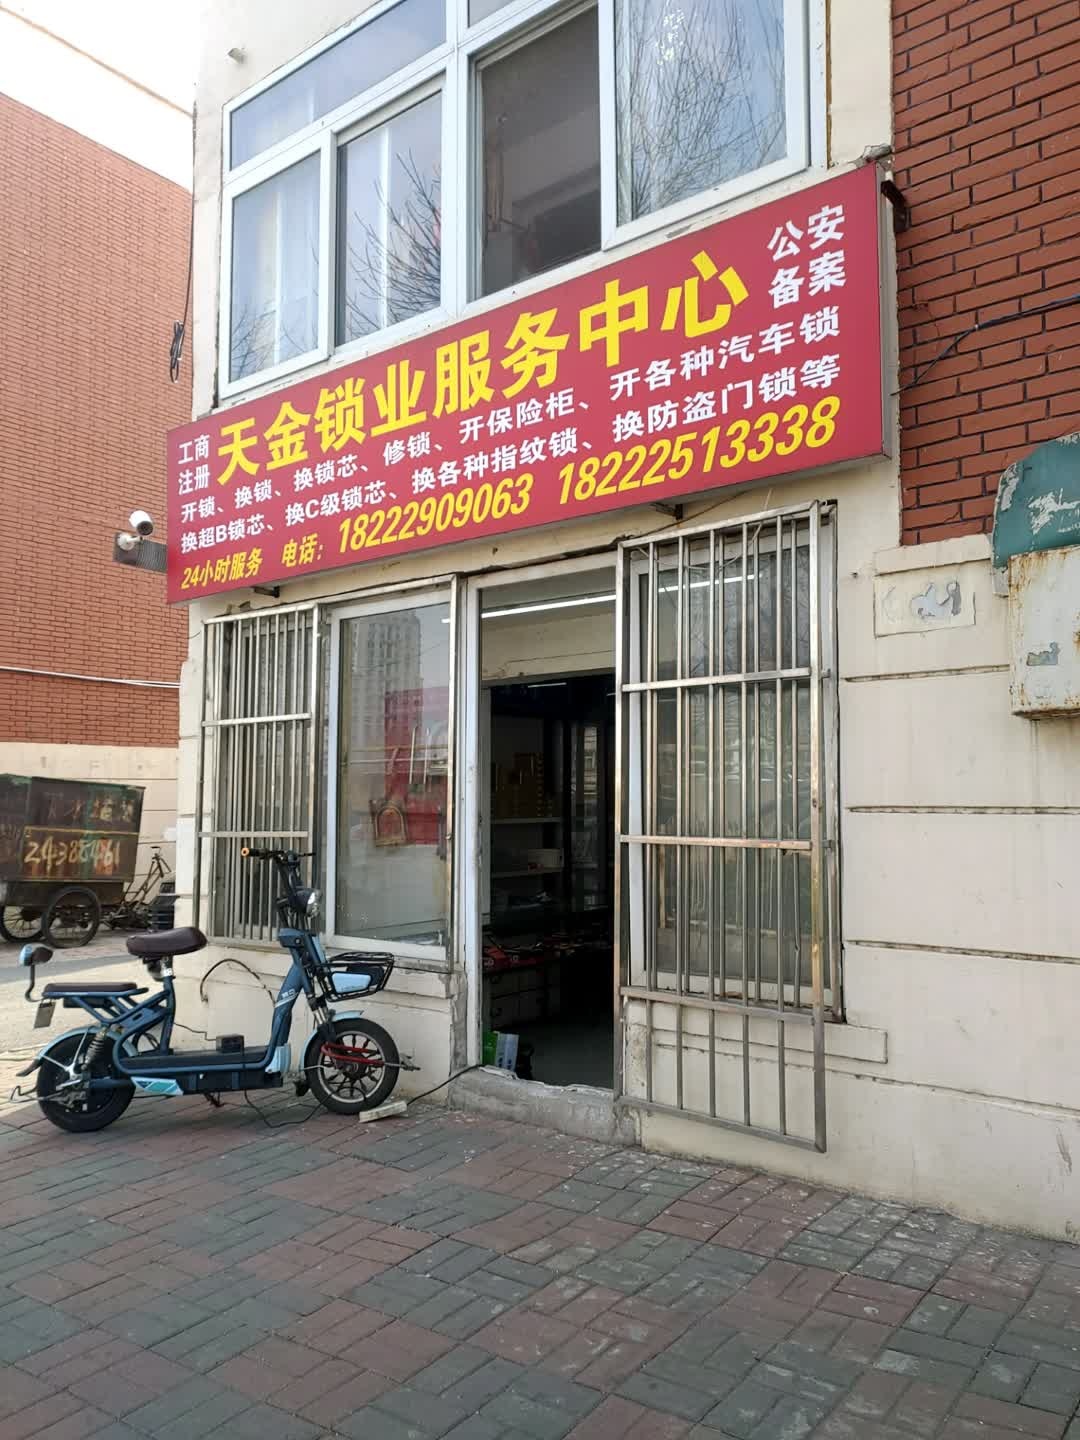 工商
注册
天金锁业服务中心
公安
备案
开锁、换锁、换锁芯、修锁、开保险柜、开各种汽车锁
换超B锁芯、换C级锁芯、换各种指纹锁、换防盗门锁等
24小时服务 电话：18222909063 18222513338
24388461